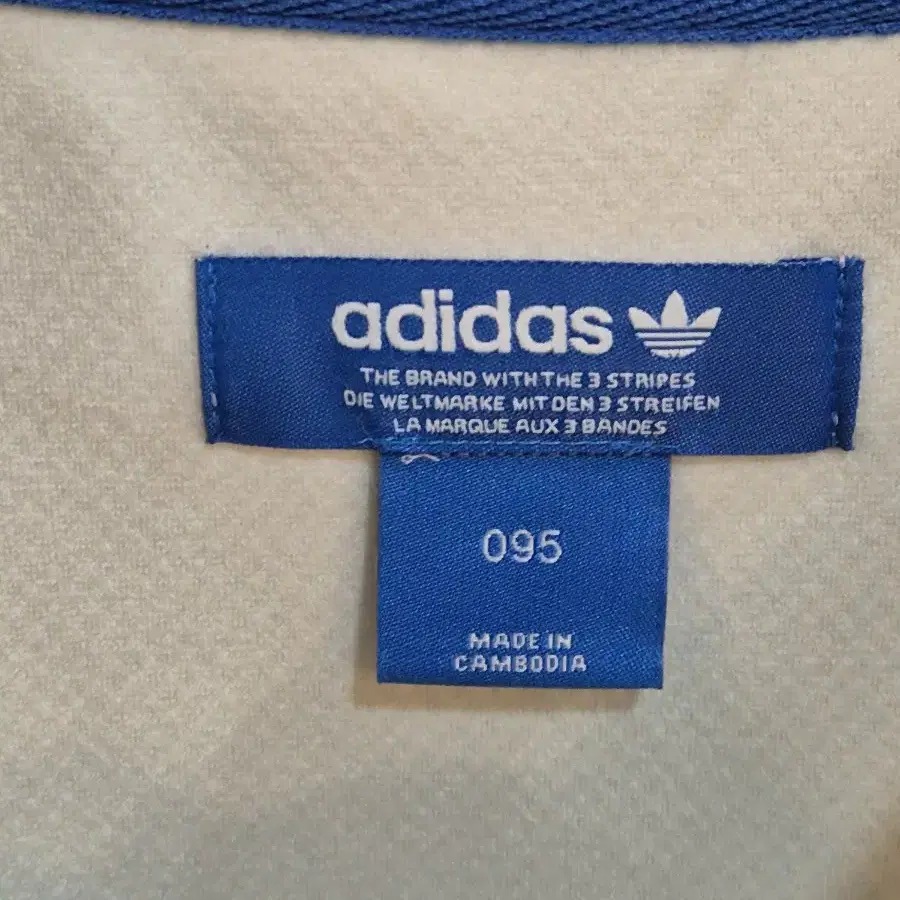 adidas
THE BRAND WITH THE 3 STRIPES
DIE WELTMARKE MIT DEN 3 STREIFEN
LA MARQUE AUX 3 BANDES
095
MADE IN
CAMBODIA